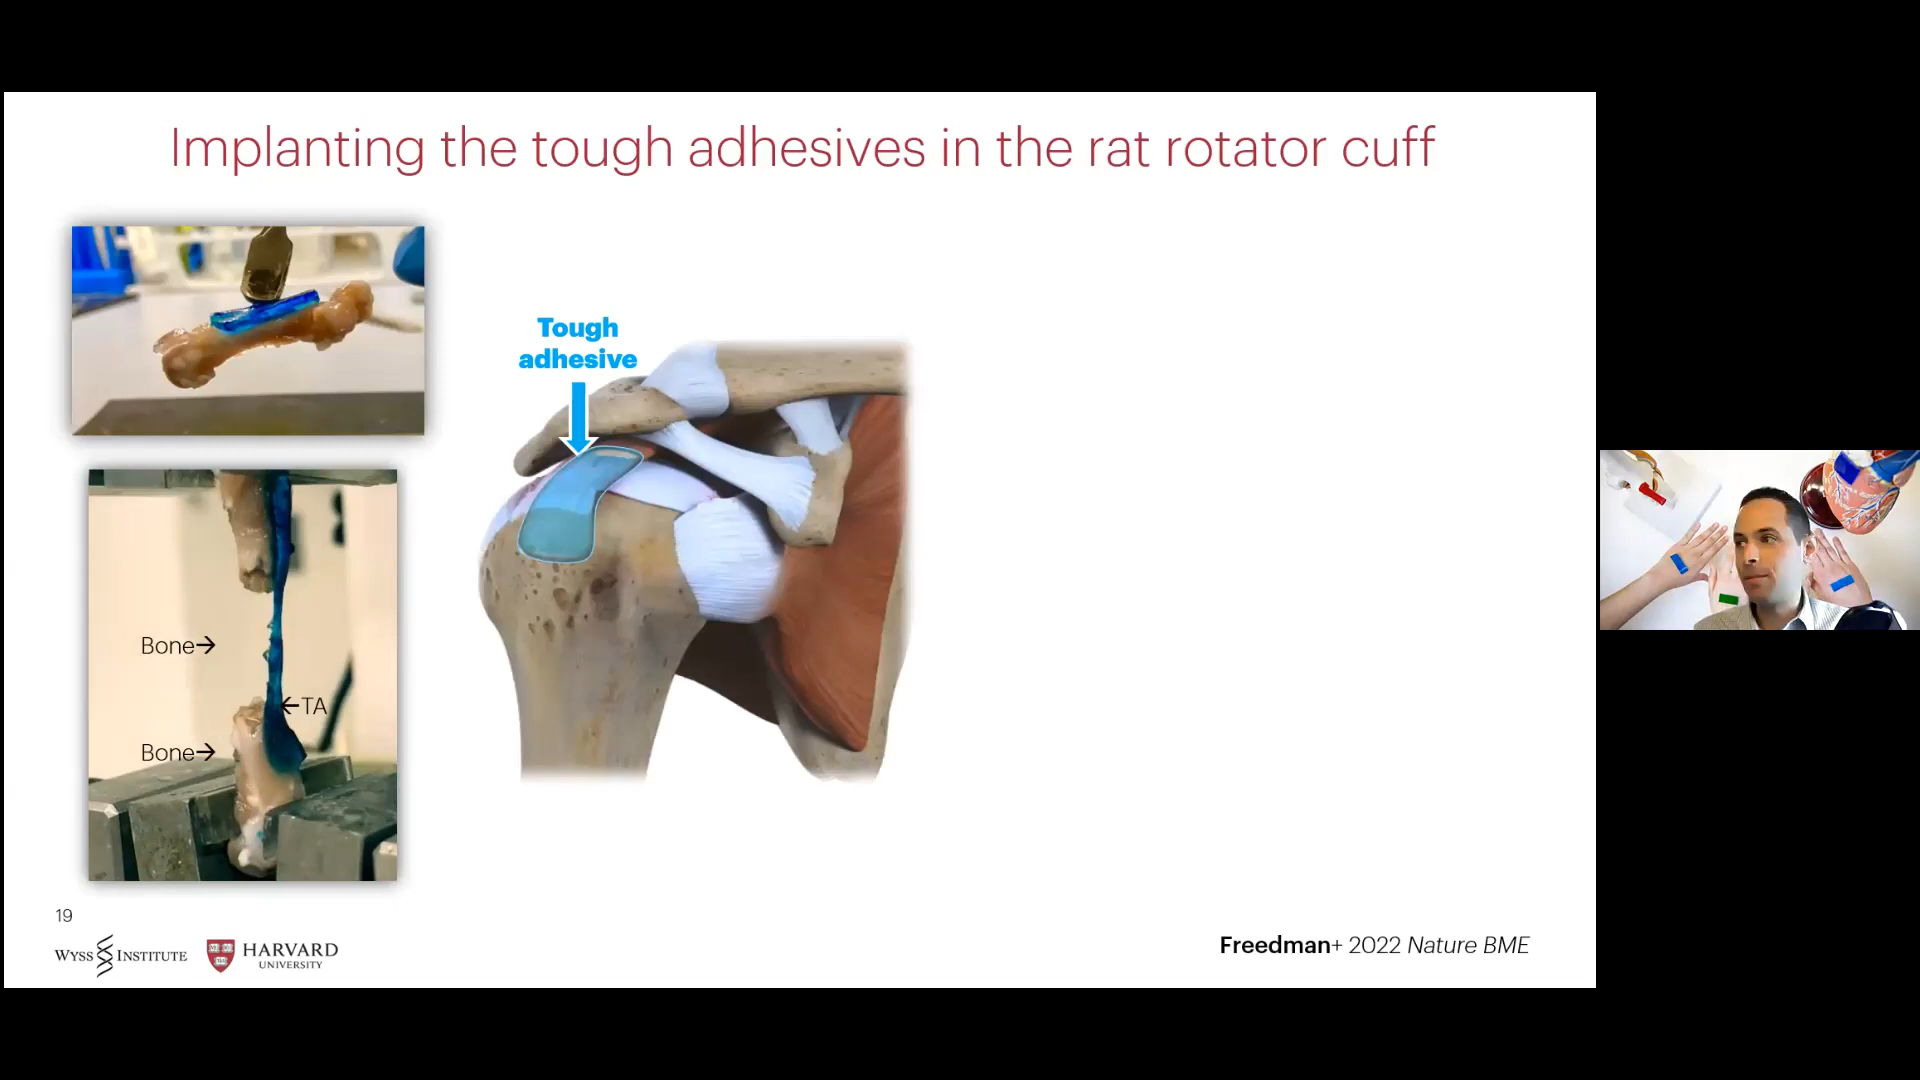 Implanting the tough adhesives in the rat rotator cuff
Tough
adhesive
Bone→
←TA
Bone→
19
WYSS INSTITUTE
HARVARD
UNIVERSITY
Freedman+ 2022 Nature BME